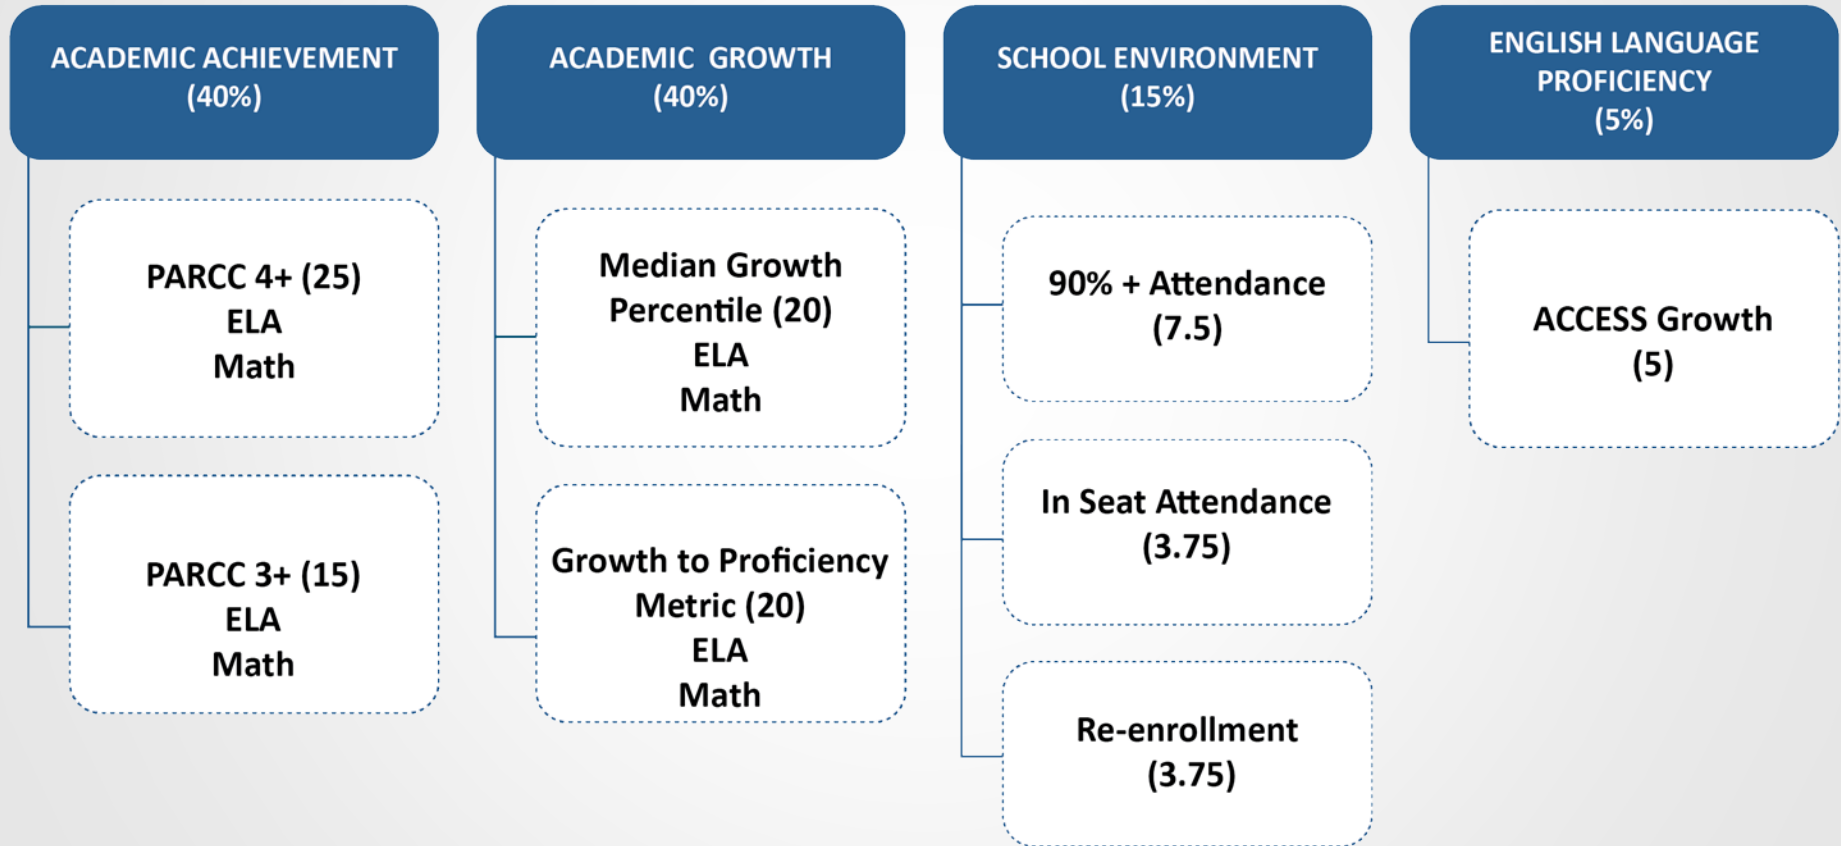 ACADEMIC ACHIEVEMENT
(40%)
PARCC 4+ (25)
ELA
Math
PARCC 3+ (15)
ELA
Math
ACADEMIC GROWTH
(40%)
Median Growth
Percentile (20)
ELA
Math
Growth to Proficiency
Metric (20)
ELA
Math
SCHOOL ENVIRONMENT
(15%)
90% + Attendance
(7.5)
In Seat Attendance
(3.75)
Re-enrollment
(3.75)
ENGLISH LANGUAGE
PROFICIENCY
(5%)
ACCESS Growth
(5)